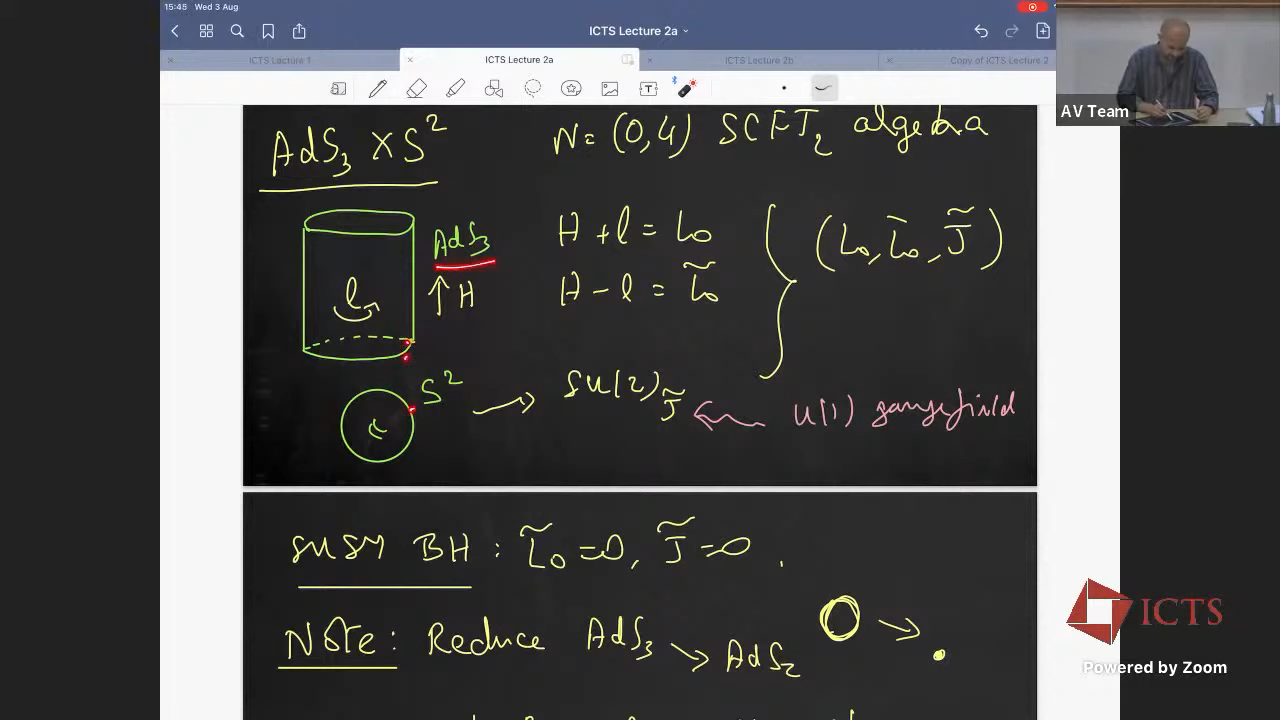 15:45 Wed 3 Aug
ICTS Lecture 2a
ICTS Lecture 1
ICTS Lecture 2a
ICTS Lecture 2b
Copy of ICTS Lecture 2
AV Team
AdS₃ × S²
N = (0,4) SCFT₂ algebra
AdS₃
↑ H
l
H + l = L₀
H - l = L̃₀
(L₀, L̄₀, J̃)
S² → SU(2)_J̃ ← U(1) gauge field
SUSY BH : L̃₀ = 0, J̃ = 0.
NOTE: Reduce AdS₃ → AdS₂
ICTS
Powered by Zoom